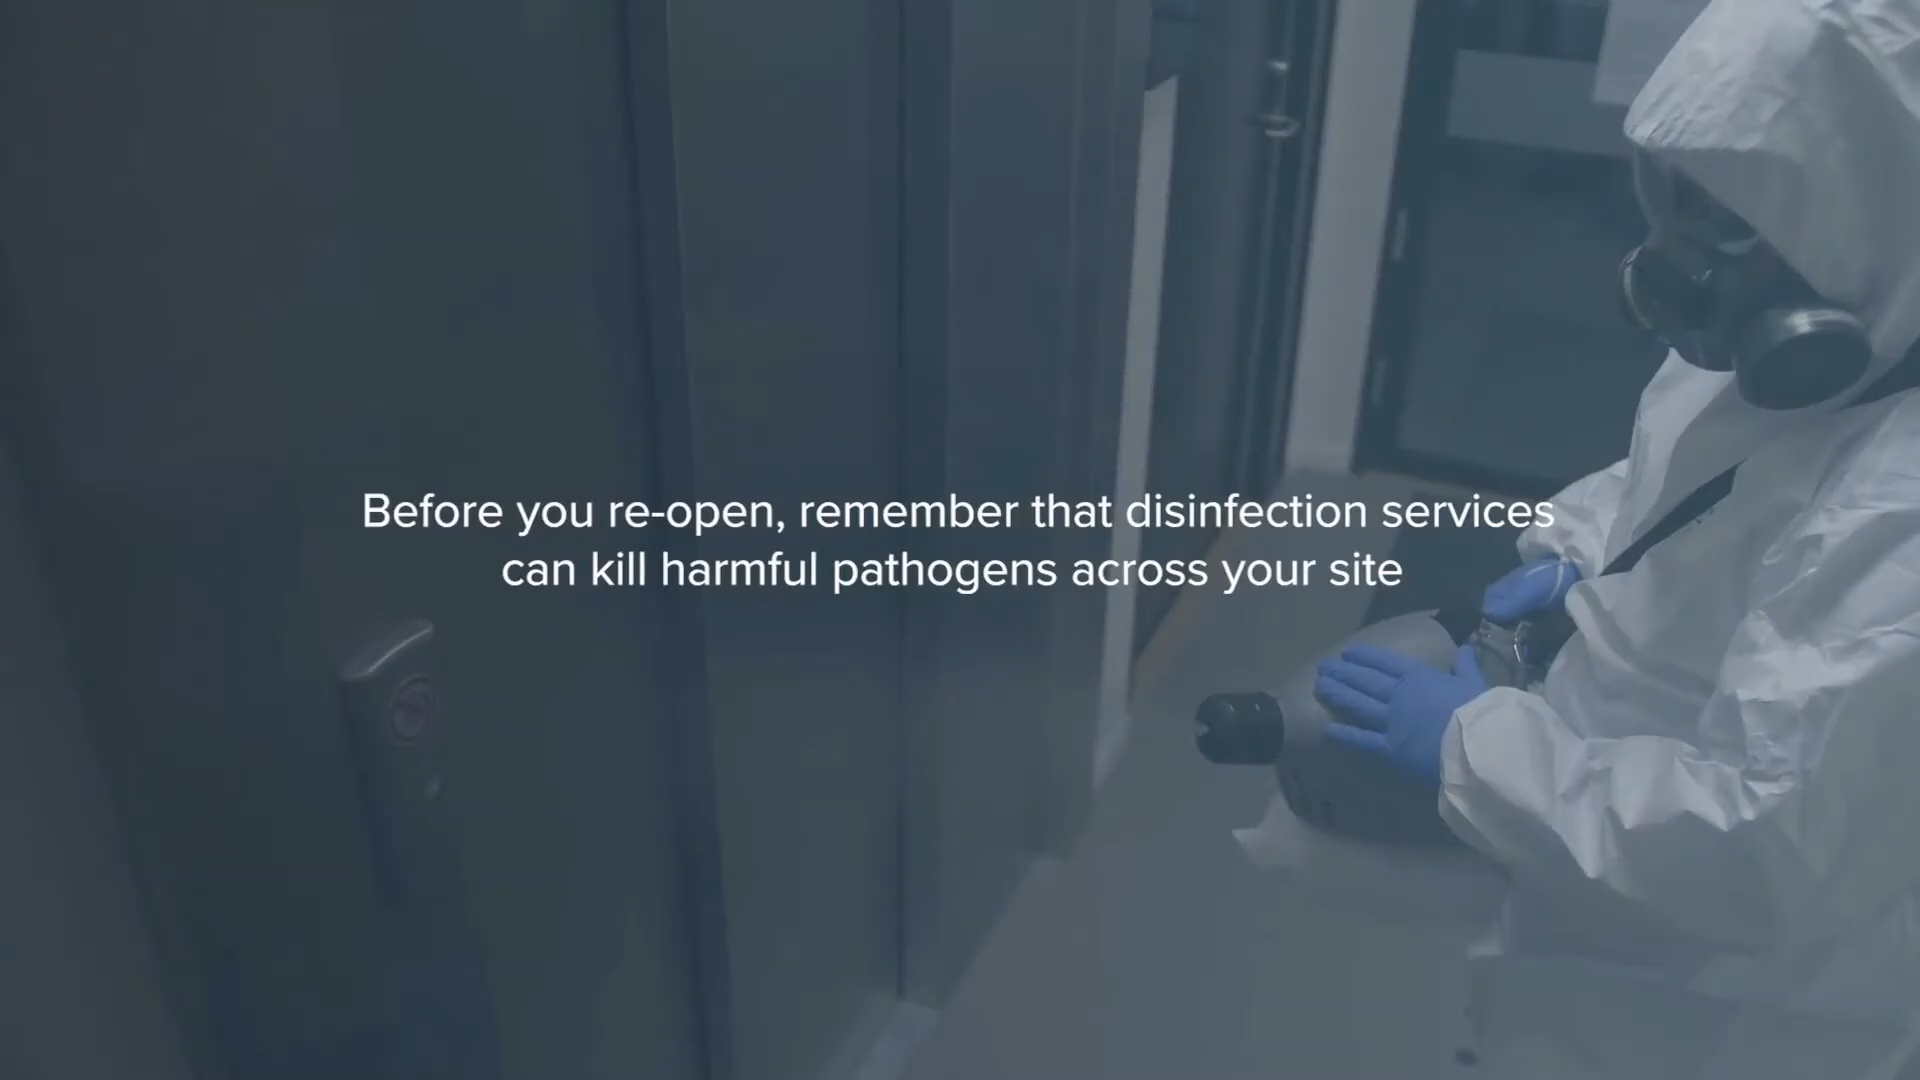 Before you re-open, remember that disinfection services
can kill harmful pathogens across your site